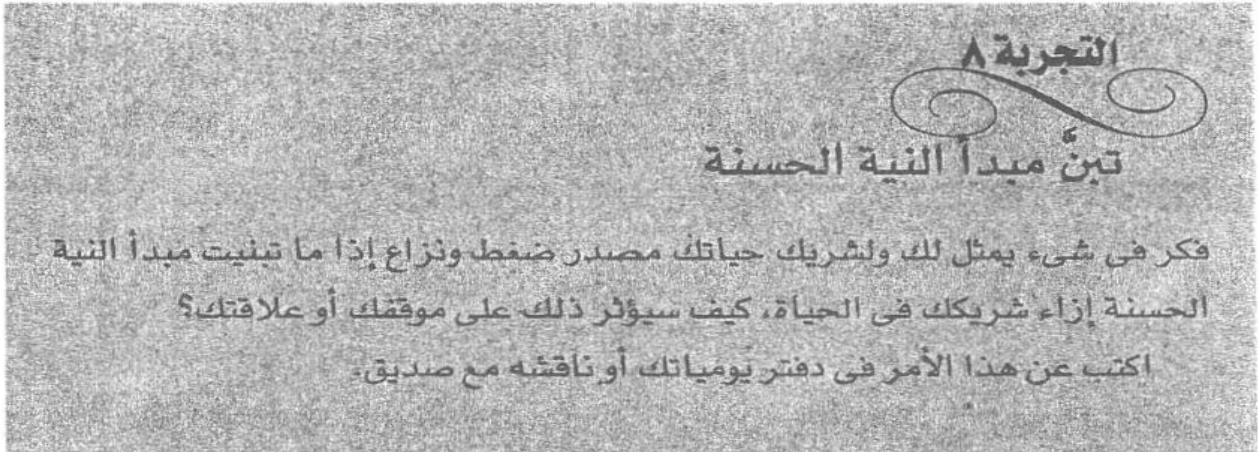 التجربة ٨
تبنَّ مبدأ النية الحسنة
فكر فى شىء يمثل لك ولشريك حياتك مصدر ضغط ونزاع إذا ما تبنيت مبدأ النية
الحسنة إزاء شريكك فى الحياة، كيف سيؤثر ذلك على موقفك أو علاقتك؟
اكتب عن هذا الأمر فى دفتر يومياتك أو ناقشه مع صديق.